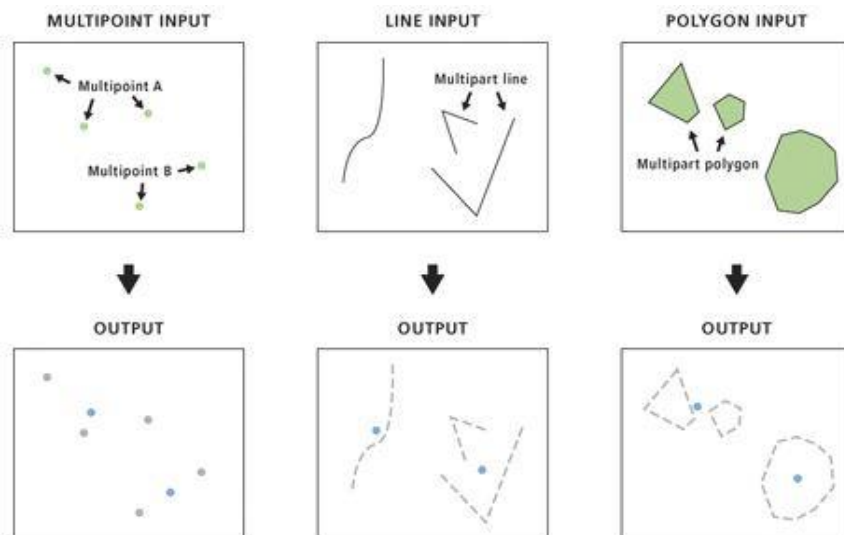 MULTIPOINT INPUT
Multipoint A
Multipoint B
LINE INPUT
Multipart line
POLYGON INPUT
Multipart polygon
OUTPUT
OUTPUT
OUTPUT